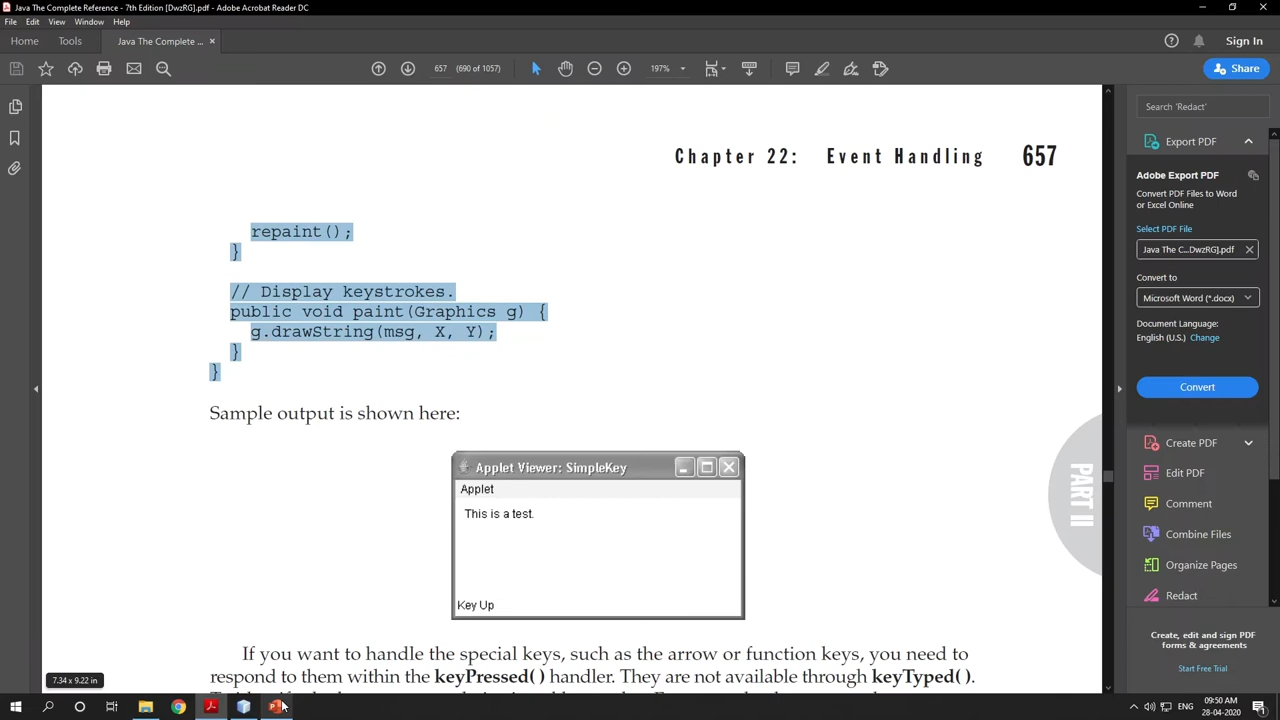 Java The Complete Reference - 7th Edition [DwzRG].pdf - Adobe Acrobat Reader DC
File Edit View Window Help
Home Tools Java The Complete ... × Sign In
657 (690 of 1057) 197% Share
Search 'Redact'
Export PDF
Adobe Export PDF
Convert PDF Files to Word
or Excel Online
Select PDF File
Java The C...DwzRG].pdf
Convert to
Microsoft Word (*.docx)
Document Language:
English (U.S.) Change
Convert
Create PDF
Edit PDF
Comment
Combine Files
Organize Pages
Redact
Create, edit and sign PDF
forms & agreements
Start Free Trial
Chapter 22: Event Handling 657
repaint();
}
// Display keystrokes.
public void paint(Graphics g) {
g.drawString(msg, X, Y);
}
}
Sample output is shown here:
Applet Viewer: SimpleKey
Applet
This is a test.
Key Up
PART II
If you want to handle the special keys, such as the arrow or function keys, you need to
respond to them within the keyPressed( ) handler. They are not available through keyTyped( ).
7.34 x 9.22 in
ENG 09:50 AM
28-04-2020